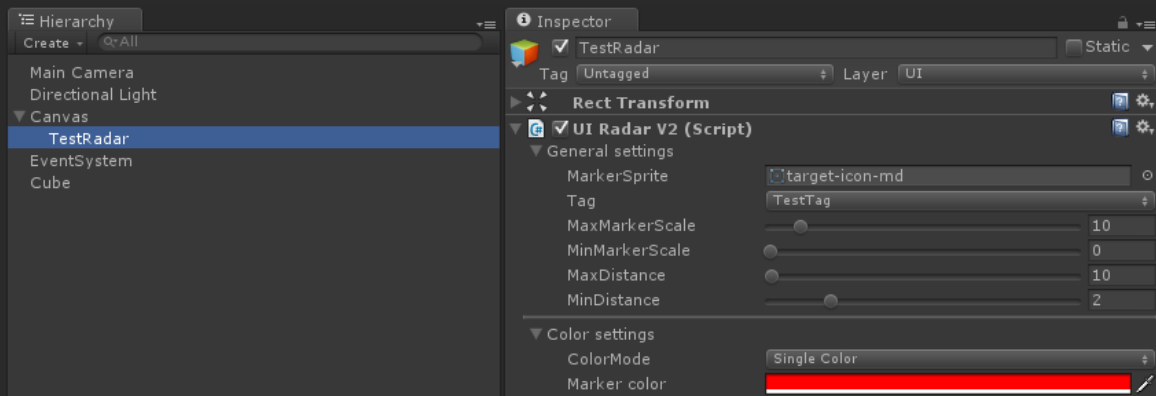 Hierarchy
Create
All
Main Camera
Directional Light
Canvas
TestRadar
EventSystem
Cube
Inspector
TestRadar
Static
Tag Untagged Layer UI
Rect Transform
UI Radar V2 (Script)
General settings
MarkerSprite target-icon-md
Tag TestTag
MaxMarkerScale 10
MinMarkerScale 0
MaxDistance 10
MinDistance 2
Color settings
ColorMode Single Color
Marker color